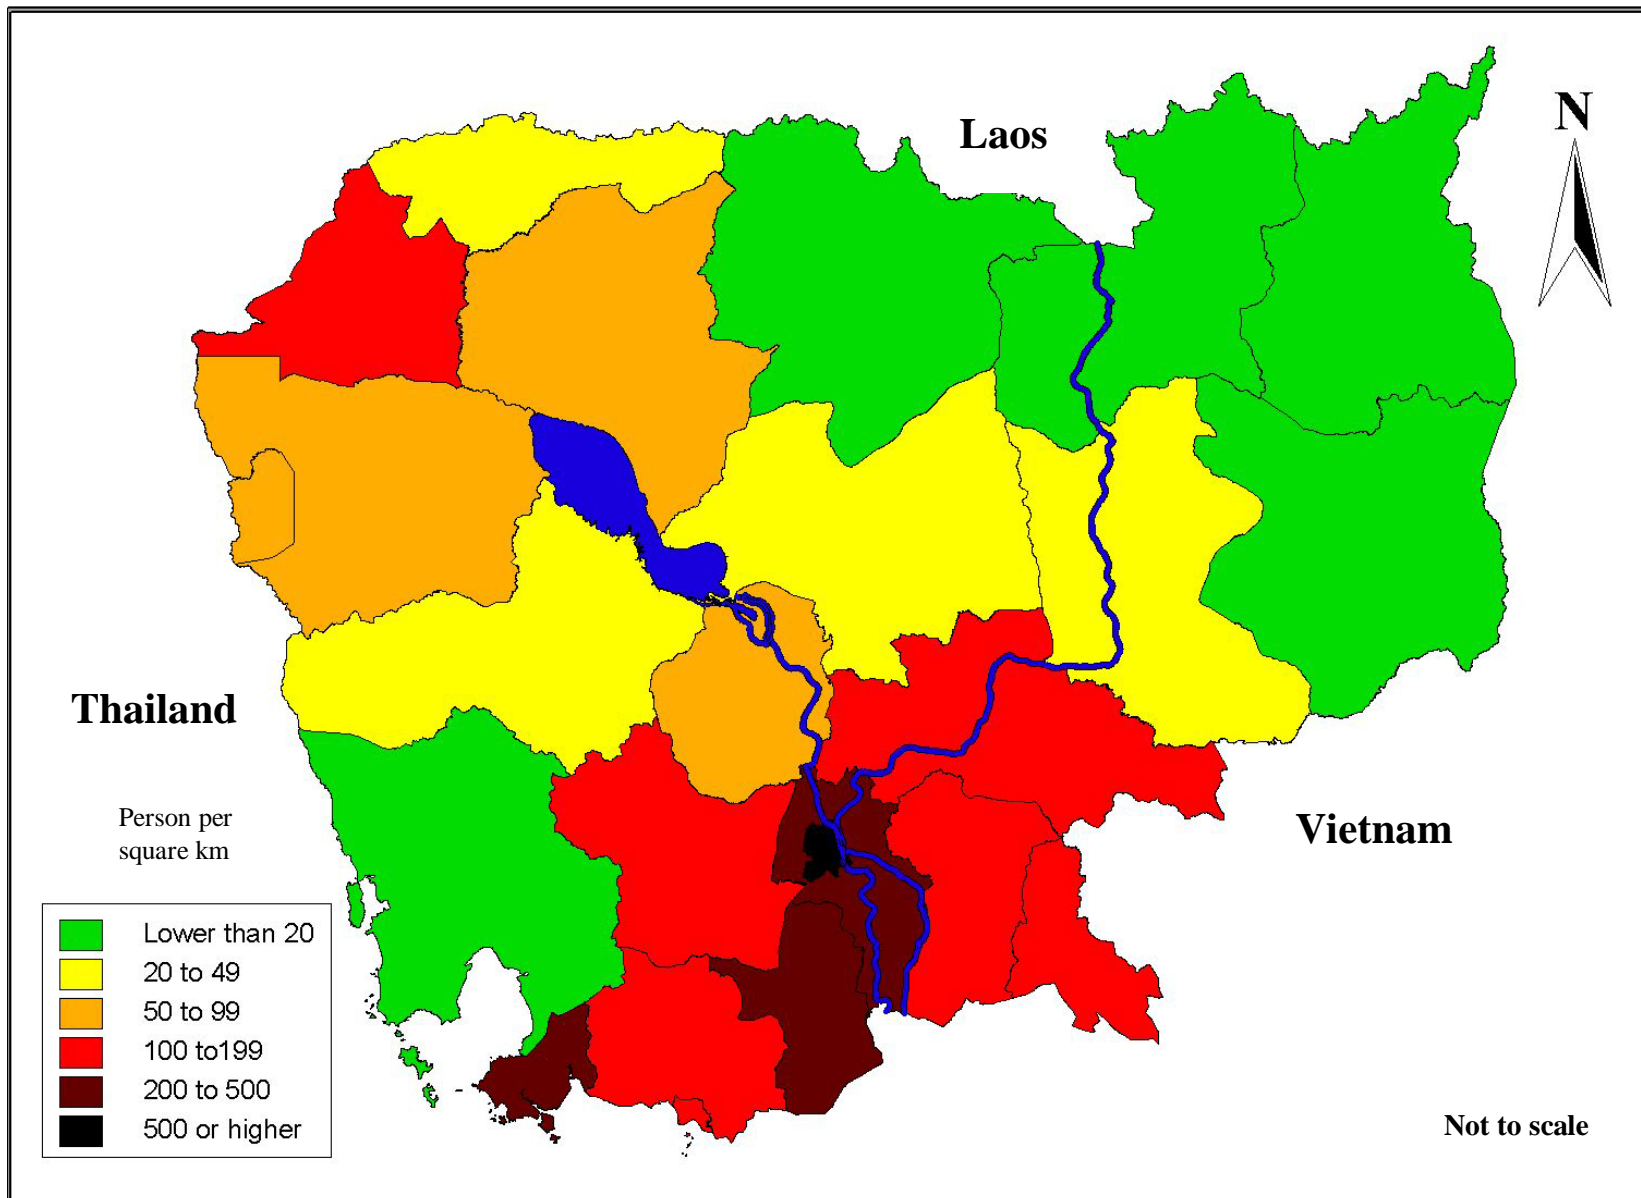 Laos
N
Thailand
Person per
square km
Vietnam
Lower than 20
20 to 49
50 to 99
100 to199
200 to 500
500 or higher
Not to scale